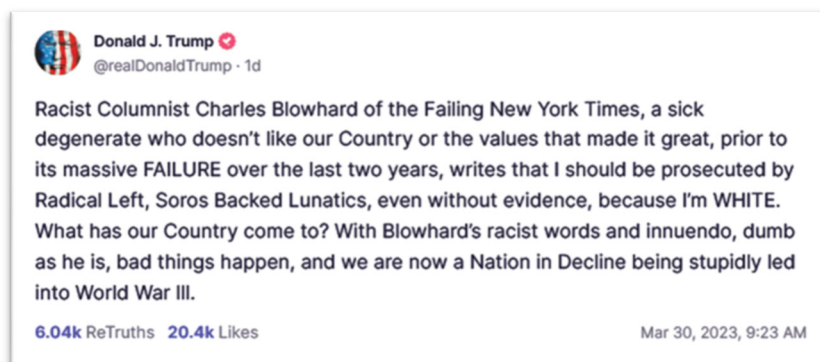 Donald J. Trump
@realDonaldTrump · 1d
Racist Columnist Charles Blowhard of the Failing New York Times, a sick
degenerate who doesn’t like our Country or the values that made it great, prior to
its massive FAILURE over the last two years, writes that I should be prosecuted by
Radical Left, Soros Backed Lunatics, even without evidence, because I’m WHITE.
What has our Country come to? With Blowhard’s racist words and innuendo, dumb
as he is, bad things happen, and we are now a Nation in Decline being stupidly led
into World War III.
6.04k ReTruths 20.4k Likes Mar 30, 2023, 9:23 AM